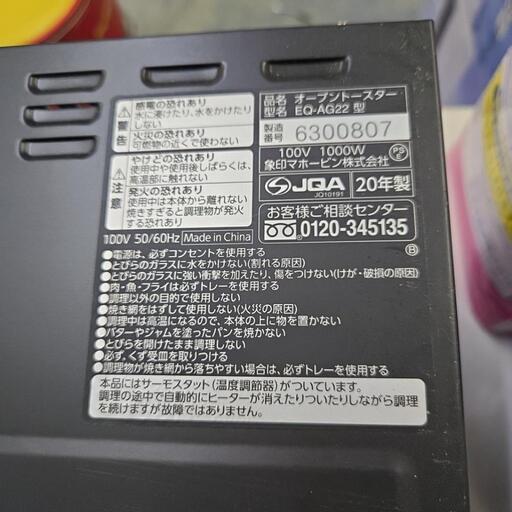 警告
感電の恐れあり
水に浸けたり、水をかけたり
しない
火災の恐れあり
可燃物の近くで使わない
注意
やけどの恐れあり
使用中や使用後しばらくは、
高温部に触れない
発火の恐れあり
使用中は本体から離れない
焼きすぎると調理物が発火
する恐れあり
100V 50/60Hz Made in China
品名 オーブントースター
型名 EQ-AG22 型
製造番号 6300807
100V 1000W PSE
象印マホービン株式会社
JQA
JQ10191
20年製
お客様ご相談センター
0120-345135
B
●電源は、必ずコンセントを使用する
●とびらのガラスに水をかけない(割れる原因)
●とびらのガラスに強い衝撃を加えたり、傷をつけない(けが・破損の原因)
●肉・魚・フライは必ずトレーを使用する
●調理以外の目的で使用しない
●焼き網をはずして使用しない(火災の原因)
●調理中は高温になるので、本体の上に物を置かない
●バターやジャムを塗ったパンを焼かない
●とびらを開けたまま調理しない
●必ず、くず受皿を取りつける
●調理物が焼き網から落ちやすい場合は、必ずトレーを使用する
本品にはサーモスタット(温度調節器)がついています。
調理の途中で自動的にヒーターが消えたりついたりしながら調理
を続けますが故障ではありません。